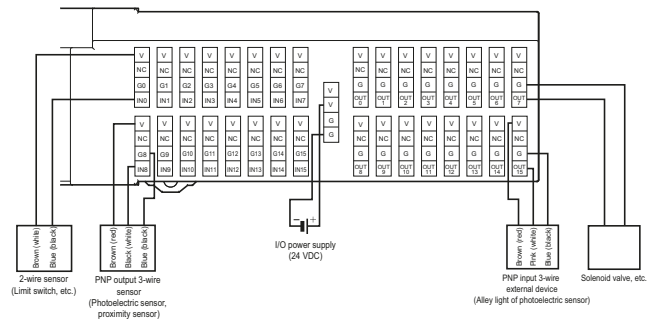 V V V V V V V V V V V V V V V V
NC NC NC NC NC NC NC NC NC NC NC NC NC NC NC NC
G0 G1 G2 G3 G4 G5 G6 G7 G G G G G G G G
IN0 IN1 IN2 IN3 IN4 IN5 IN6 IN7 OUT 0 OUT 1 OUT 2 OUT 3 OUT 4 OUT 5 OUT 6 OUT 7
V
V
G
G
V V V V V V V V V V V V V V V V
NC NC NC NC NC NC NC NC NC NC NC NC NC NC NC NC
G8 G9 G10 G11 G12 G13 G14 G15 G G G G G G G G
IN8 IN9 IN10 IN11 IN12 IN13 IN14 IN15 OUT 8 OUT 9 OUT 10 OUT 11 OUT 12 OUT 13 OUT 14 OUT 15
Brown (white)
Blue (black)
2-wire sensor
(Limit switch, etc.)
Brown (red)
Black (white)
Blue (black)
PNP output 3-wire
sensor
(Photoelectric sensor,
proximity sensor)
− +
I/O power supply
(24 VDC)
Brown (red)
Pink (white)
Blue (black)
PNP input 3-wire
external device
(Alley light of photoelectric sensor)
Solenoid valve, etc.